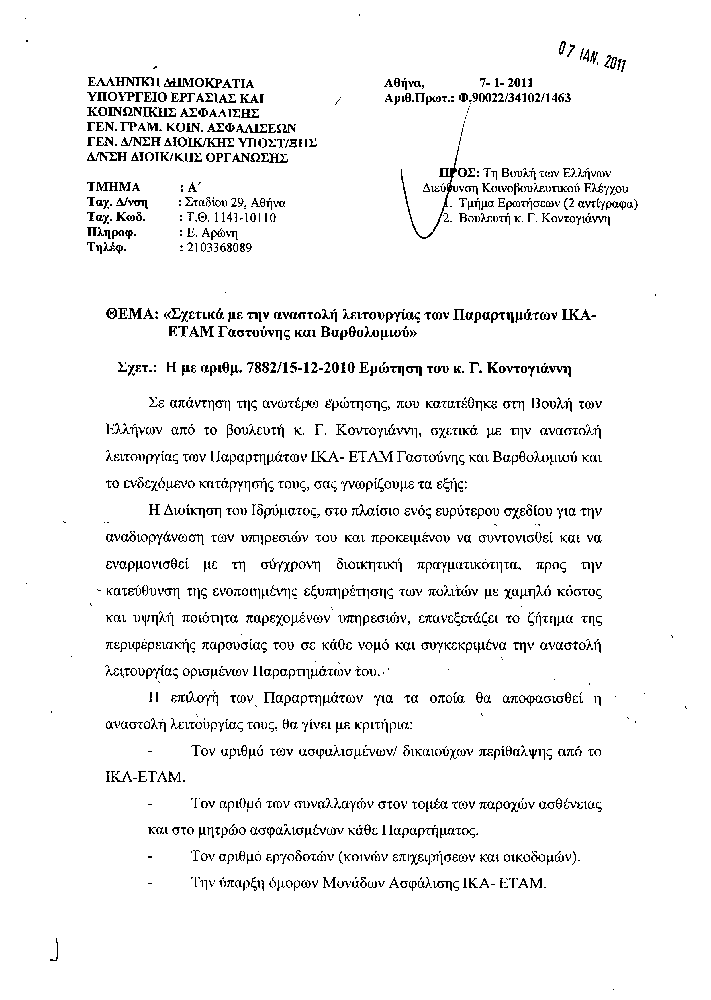 07 ΙΑΝ. 2011
ΕΛΛΗΝΙΚΗ ΔΗΜΟΚΡΑΤΙΑ
ΥΠΟΥΡΓΕΙΟ ΕΡΓΑΣΙΑΣ ΚΑΙ
ΚΟΙΝΩΝΙΚΗΣ ΑΣΦΑΛΙΣΗΣ
ΓΕΝ. ΓΡΑΜ. ΚΟΙΝ. ΑΣΦΑΛΙΣΕΩΝ
ΓΕΝ. Δ/ΝΣΗ ΔΙΟΙΚ/ΚΗΣ ΥΠΟΣΤ/ΞΗΣ
Δ/ΝΣΗ ΔΙΟΙΚ/ΚΗΣ ΟΡΓΑΝΩΣΗΣ
Αθήνα, 7- 1- 2011
Αριθ.Πρωτ.: Φ.90022/34102/1463
ΤΜΗΜΑ : Α΄
Ταχ. Δ/νση : Σταδίου 29, Αθήνα
Ταχ. Κωδ. : Τ.Θ. 1141-10110
Πληροφ. : Ε. Αρώνη
Τηλέφ. : 2103368089
ΠΡΟΣ: Τη Βουλή των Ελλήνων
Διεύθυνση Κοινοβουλευτικού Ελέγχου
1. Τμήμα Ερωτήσεων (2 αντίγραφα)
2. Βουλευτή κ. Γ. Κοντογιάννη
ΘΕΜΑ: «Σχετικά με την αναστολή λειτουργίας των Παραρτημάτων ΙΚΑ-
ΕΤΑΜ Γαστούνης και Βαρθολομιού»
Σχετ.: Η με αριθμ. 7882/15-12-2010 Ερώτηση του κ. Γ. Κοντογιάννη
Σε απάντηση της ανωτέρω ερώτησης, που κατατέθηκε στη Βουλή των
Ελλήνων από το βουλευτή κ. Γ. Κοντογιάννη, σχετικά με την αναστολή
λειτουργίας των Παραρτημάτων ΙΚΑ- ΕΤΑΜ Γαστούνης και Βαρθολομιού και
το ενδεχόμενο κατάργησής τους, σας γνωρίζουμε τα εξής:
Η Διοίκηση του Ιδρύματος, στο πλαίσιο ενός ευρύτερου σχεδίου για την
αναδιοργάνωση των υπηρεσιών του και προκειμένου να συντονισθεί και να
εναρμονισθεί με τη σύγχρονη διοικητική πραγματικότητα, προς την
κατεύθυνση της ενοποιημένης εξυπηρέτησης των πολιτών με χαμηλό κόστος
και υψηλή ποιότητα παρεχομένων υπηρεσιών, επανεξετάζει το ζήτημα της
περιφερειακής παρουσίας του σε κάθε νομό και συγκεκριμένα την αναστολή
λειτουργίας ορισμένων Παραρτημάτων του.
Η επιλογή των Παραρτημάτων για τα οποία θα αποφασισθεί η
αναστολή λειτουργίας τους, θα γίνει με κριτήρια:
- Τον αριθμό των ασφαλισμένων/ δικαιούχων περίθαλψης από το
ΙΚΑ-ΕΤΑΜ.
- Τον αριθμό των συναλλαγών στον τομέα των παροχών ασθένειας
και στο μητρώο ασφαλισμένων κάθε Παραρτήματος.
- Τον αριθμό εργοδοτών (κοινών επιχειρήσεων και οικοδομών).
- Την ύπαρξη όμορων Μονάδων Ασφάλισης ΙΚΑ- ΕΤΑΜ.